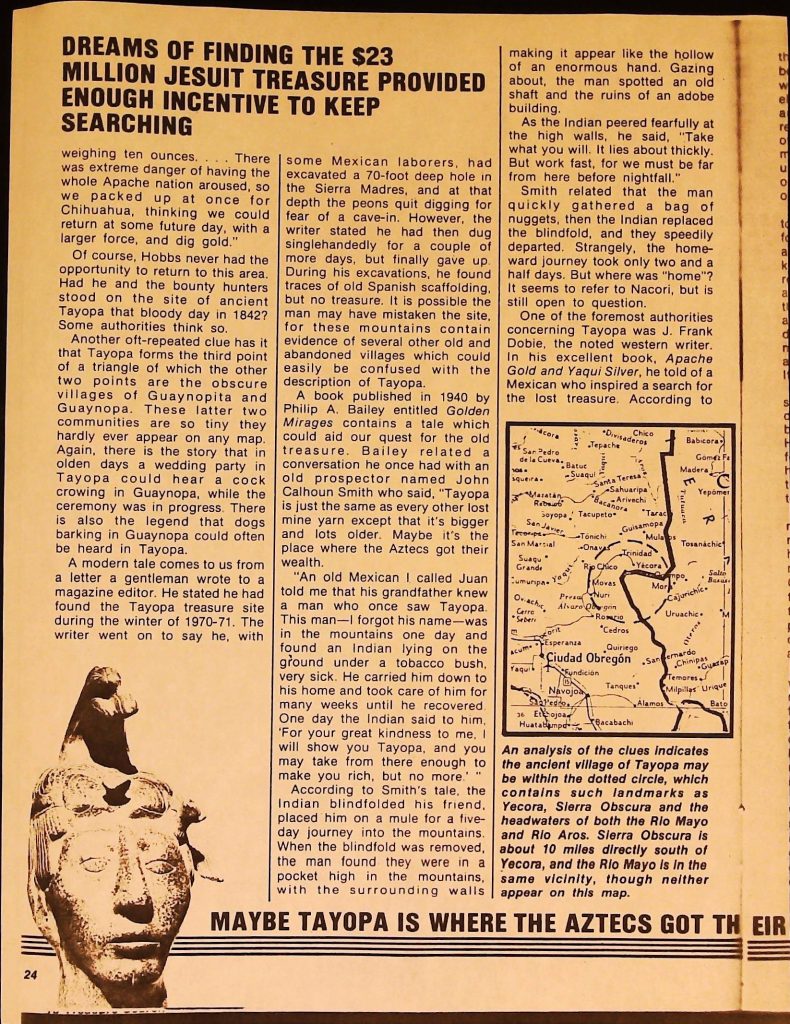 DREAMS OF FINDING THE $23
MILLION JESUIT TREASURE PROVIDED
ENOUGH INCENTIVE TO KEEP
SEARCHING
weighing ten ounces. . . . There
was extreme danger of having the
whole Apache nation aroused, so
we packed up at once for
Chihuahua, thinking we could
return at some future day, with a
larger force, and dig gold."
Of course, Hobbs never had the
opportunity to return to this area.
Had he and the bounty hunters
stood on the site of ancient
Tayopa that bloody day in 1842?
Some authorities think so.
Another oft-repeated clue has it
that Tayopa forms the third point
of a triangle of which the other
two points are the obscure
villages of Guaynopita and
Guaynopa. These latter two
communities are so tiny they
hardly ever appear on any map.
Again, there is the story that in
olden days a wedding party in
Tayopa could hear a cock
crowing in Guaynopa, while the
ceremony was in progress. There
is also the legend that dogs
barking in Guaynopa could often
be heard in Tayopa.
A modern tale comes to us from
a letter a gentleman wrote to a
magazine editor. He stated he had
found the Tayopa treasure site
during the winter of 1970-71. The
writer went on to say he, with
some Mexican laborers, had
excavated a 70-foot deep hole in
the Sierra Madres, and at that
depth the peons quit digging for
fear of a cave-in. However, the
writer stated he had then dug
singlehandedly for a couple of
more days, but finally gave up.
During his excavations, he found
traces of old Spanish scaffolding,
but no treasure. It is possible the
man may have mistaken the site,
for these mountains contain
evidence of several other old and
abandoned villages which could
easily be confused with the
description of Tayopa.
A book published in 1940 by
Philip A. Bailey entitled Golden
Mirages contains a tale which
could aid our quest for the old
treasure. Bailey related a
conversation he once had with an
old prospector named John
Calhoun Smith who said, "Tayopa
is just the same as every other lost
mine yarn except that it's bigger
and lots older. Maybe it's the
place where the Aztecs got their
wealth.
"An old Mexican I called Juan
told me that his grandfather knew
a man who once saw Tayopa.
This man—I forgot his name—was
in the mountains one day and
found an Indian lying on the
ground under a tobacco bush,
very sick. He carried him down to
his home and took care of him for
many weeks until he recovered.
One day the Indian said to him,
'For your great kindness to me, I
will show you Tayopa, and you
may take from there enough to
make you rich, but no more.' "
According to Smith's tale, the
Indian blindfolded his friend,
placed him on a mule for a five-
day journey into the mountains.
When the blindfold was removed,
the man found they were in a
pocket high in the mountains,
with the surrounding walls
making it appear like the hollow
of an enormous hand. Gazing
about, the man spotted an old
shaft and the ruins of an adobe
building.
As the Indian peered fearfully at
the high walls, he said, "Take
what you will. It lies about thickly.
But work fast, for we must be far
from here before nightfall."
Smith related that the man
quickly gathered a bag of
nuggets, then the Indian replaced
the blindfold, and they speedily
departed. Strangely, the home-
ward journey took only two and a
half days. But where was "home"?
It seems to refer to Nacori, but is
still open to question.
One of the foremost authorities
concerning Tayopa was J. Frank
Dobie, the noted western writer.
In his excellent book, Apache
Gold and Yaqui Silver, he told of a
Mexican who inspired a search for
the lost treasure. According to
Divisaderos
Chico
Babicora
Tepache
San Pedro
de la Cueva
Batuc
Suaqui
Santa Teresa
Madera
Sahuaripa
Mazatán
Arivechi
Bacanora
Tacupeto
San Javier
Guisamopa
Tecoripa
Tonichi
San Marcial
Onavas
Trinidad
Tosanáchic
Suaqui
Grande
Río Chico
Yécora
Movas
Nuri
Presa
Alvaro Obregón
Cajurichic
Uruachic
Rosario
Cedros
Esperanza
Quiriego
Ciudad Obregón
San Bernardo
Chinipas
Fundición
Temores
Navojoa
Tanques
Milpillas
Urique
Alamos
Bato
Etchojoa
Huatabampo
Bacabachi
An analysis of the clues indicates
the ancient village of Tayopa may
be within the dotted circle, which
contains such landmarks as
Yecora, Sierra Obscura and the
headwaters of both the Rio Mayo
and Rio Aros. Sierra Obscura is
about 10 miles directly south of
Yecora, and the Rio Mayo is in the
same vicinity, though neither
appear on this map.
MAYBE TAYOPA IS WHERE THE AZTECS GOT THEIR
24